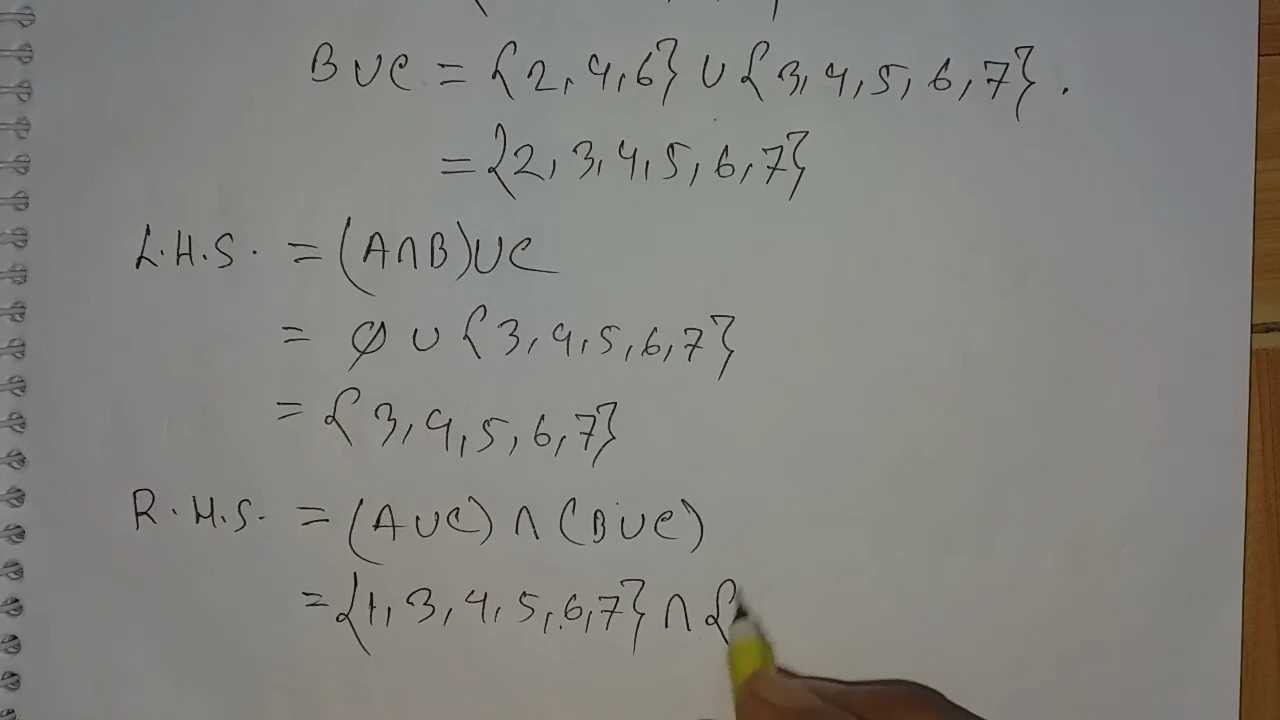 B∪C = {2, 4, 6} ∪ {3, 4, 5, 6, 7}.
= {2, 3, 4, 5, 6, 7}
L.H.S. = (A∩B)∪C
= ∅ ∪ {3, 4, 5, 6, 7}
= {3, 4, 5, 6, 7}
R.H.S. = (A∪C) ∩ (B∪C)
= {1, 3, 4, 5, 6, 7} ∩ {